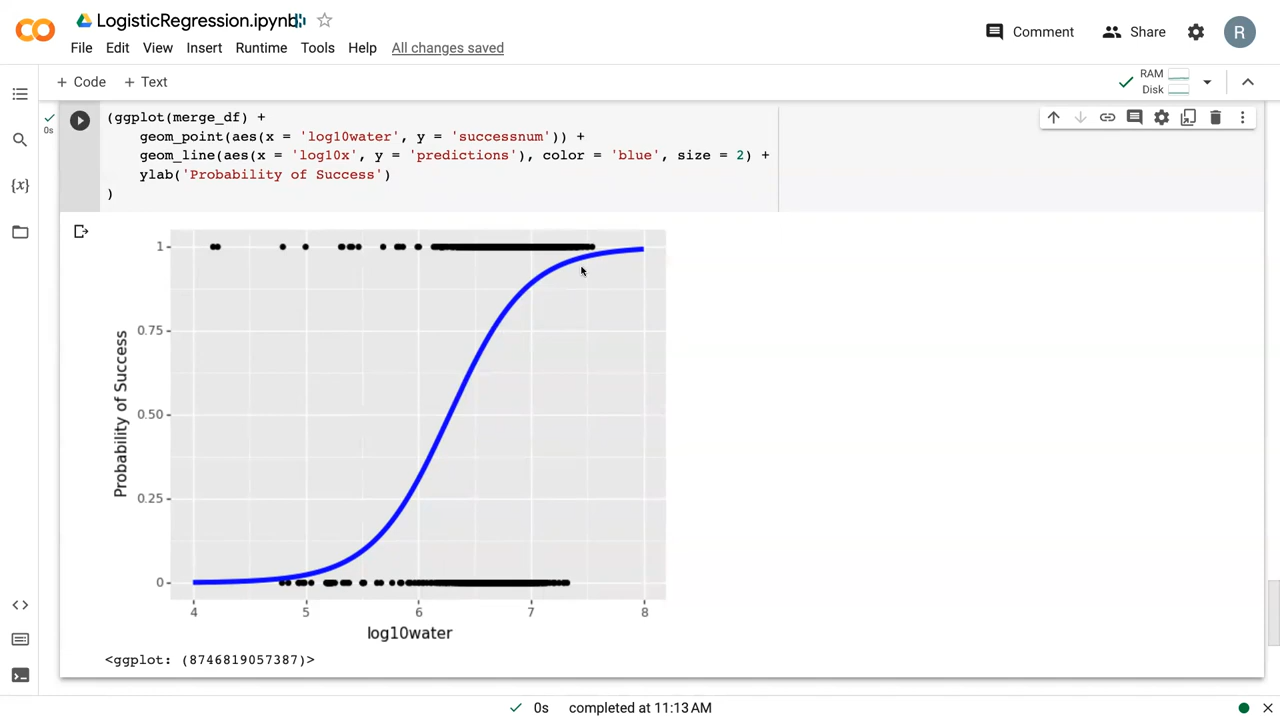 LogisticRegression.ipynb
File Edit View Insert Runtime Tools Help All changes saved
Comment
Share
R
+ Code + Text
RAM
Disk
0s
(ggplot(merge_df) +
geom_point(aes(x = 'log10water', y = 'successnum')) +
geom_line(aes(x = 'log10x', y = 'predictions'), color = 'blue', size = 2) +
ylab('Probability of Success')
)
{x}
1
0.75
0.50
0.25
0
Probability of Success
4 5 6 7 8
log10water
<ggplot: (8746819057387)>
0s completed at 11:13 AM